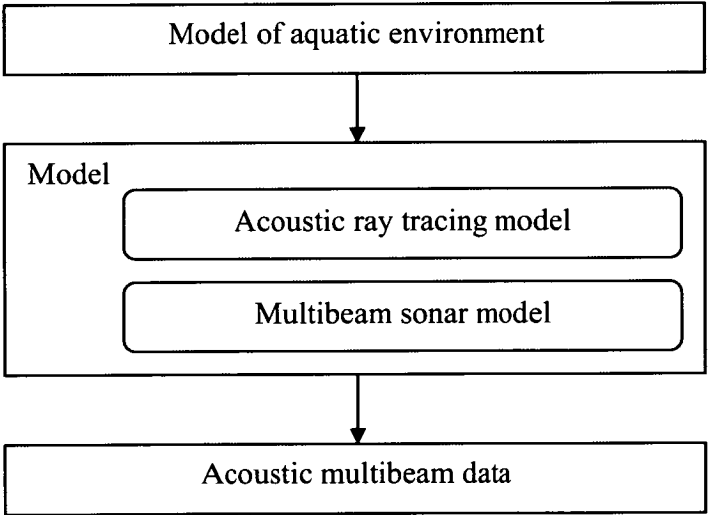 Model of aquatic environment
Model
Acoustic ray tracing model
Multibeam sonar model
Acoustic multibeam data